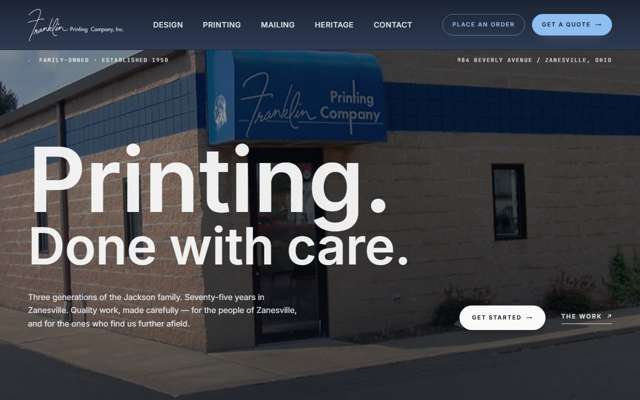 Franklin Printing Company, Inc.
DESIGN PRINTING MAILING HERITAGE CONTACT
PLACE AN ORDER
GET A QUOTE →
FAMILY-OWNED · ESTABLISHED 1950
984 BEVERLY AVENUE / ZANESVILLE, OHIO
Franklin Printing Company
Printing.
Done with care.
Three generations of the Jackson family. Seventy-five years in
Zanesville. Quality work, made carefully — for the people of Zanesville,
and for the ones who find us further afield.
GET STARTED →
THE WORK ↗